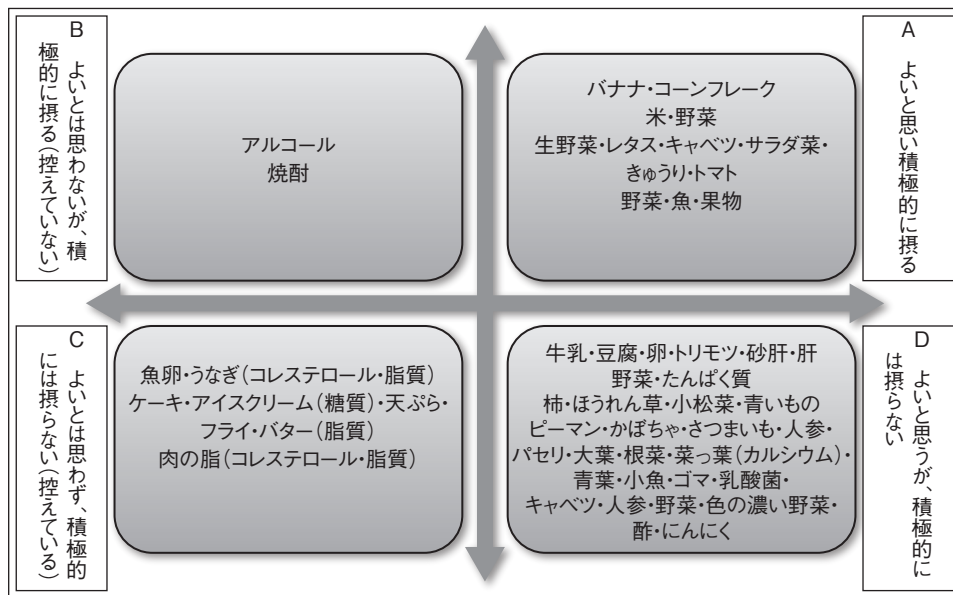 B
よいとは思わないが、積
極的に摂る(控えていない)
アルコール
焼酎
A
よいと思い積極的に摂る
バナナ・コーンフレーク
米・野菜
生野菜・レタス・キャベツ・サラダ菜・
きゅうり・トマト
野菜・魚・果物
C
よいとは思わず、積極的
には摂らない(控えている)
魚卵・うなぎ(コレステロール・脂質)
ケーキ・アイスクリーム(糖質)・天ぷら・
フライ・バター(脂質)
肉の脂(コレステロール・脂質)
D
よいと思うが、積極的に
は摂らない
牛乳・豆腐・卵・トリモツ・砂肝・肝
野菜・たんぱく質
柿・ほうれん草・小松菜・青いもの
ピーマン・かぼちゃ・さつまいも・人参・
パセリ・大葉・根菜・菜っ葉(カルシウム)・
青葉・小魚・ゴマ・乳酸菌・
キャベツ・人参・野菜・色の濃い野菜・
酢・にんにく